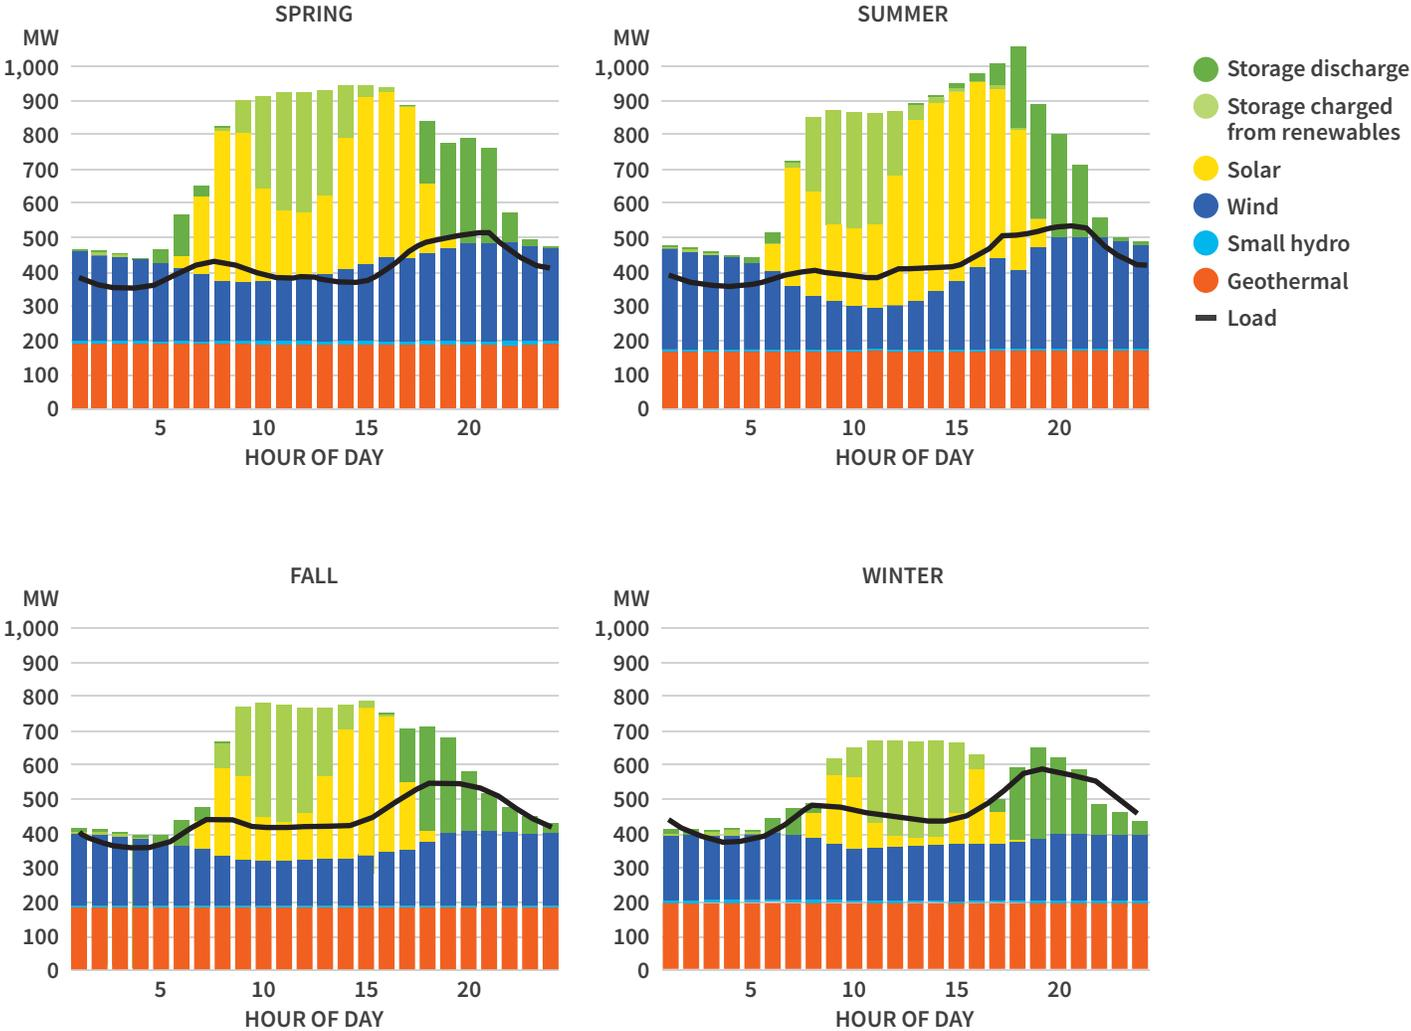 SPRING
MW
1,000
900
800
700
600
500
400
300
200
100
0
5 10 15 20
HOUR OF DAY
SUMMER
MW
1,000
900
800
700
600
500
400
300
200
100
0
5 10 15 20
HOUR OF DAY
Storage discharge
Storage charged
from renewables
Solar
Wind
Small hydro
Geothermal
Load
FALL
MW
1,000
900
800
700
600
500
400
300
200
100
0
5 10 15 20
HOUR OF DAY
WINTER
MW
1,000
900
800
700
600
500
400
300
200
100
0
5 10 15 20
HOUR OF DAY